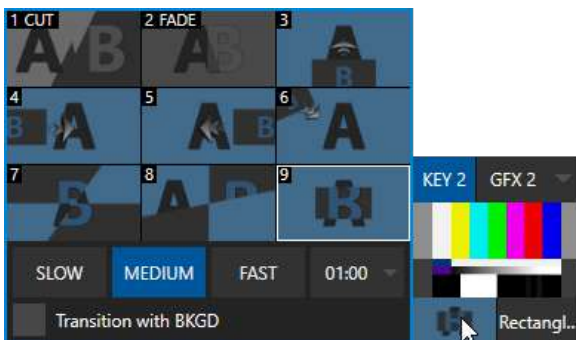 1 CUT 2 FADE 3
A B A B A B
4 5 6
B A A B A
7 8 9
B A B B
KEY 2 GFX 2
SLOW MEDIUM FAST 01:00
Transition with BKGD
B Rectangl..